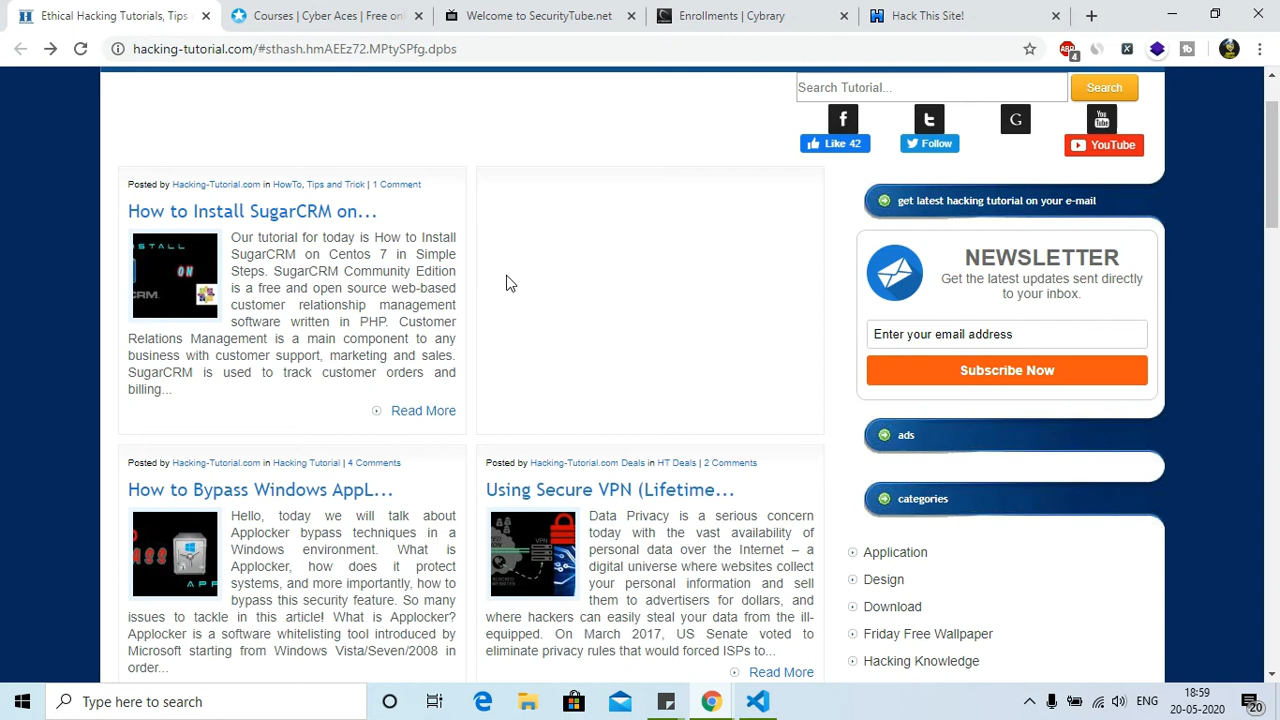 Ethical Hacking Tutorials, Tips
Courses | Cyber Aces | Free o
Welcome to SecurityTube.net
Enrollments | Cybrary
Hack This Site!
hacking-tutorial.com/#sthash.hmAEEz72.MPtySPfg.dpbs
4
Search Tutorial...
Search
You
Tube
Like 42
Follow
YouTube
Posted by Hacking-Tutorial.com in HowTo, Tips and Trick | 1 Comment
How to Install SugarCRM on...
STALL
ON
CRM.
Our tutorial for today is How to Install
SugarCRM on Centos 7 in Simple
Steps. SugarCRM Community Edition
is a free and open source web-based
customer relationship management
software written in PHP. Customer
Relations Management is a main component to any
business with customer support, marketing and sales.
SugarCRM is used to track customer orders and
billing...
Read More
get latest hacking tutorial on your e-mail
NEWSLETTER
Get the latest updates sent directly
to your inbox.
Enter your email address
Subscribe Now
ads
categories
Application
Design
Download
Friday Free Wallpaper
Hacking Knowledge
Posted by Hacking-Tutorial.com in Hacking Tutorial | 4 Comments
How to Bypass Windows AppL...
Hello, today we will talk about
Applocker bypass techniques in a
Windows environment. What is
Applocker, how does it protect
systems, and more importantly, how to
bypass this security feature. So many
issues to tackle in this article! What is Applocker?
Applocker is a software whitelisting tool introduced by
Microsoft starting from Windows Vista/Seven/2008 in
order...
Posted by Hacking-Tutorial.com Deals in HT Deals | 2 Comments
Using Secure VPN (Lifetime...
VPN
Data Privacy is a serious concern
today with the vast availability of
personal data over the Internet – a
digital universe where websites collect
your personal information and sell
them to advertisers for dollars, and
where hackers can easily steal your data from the ill-
equipped. On March 2017, US Senate voted to
eliminate privacy rules that would forced ISPs to...
Read More
Type here to search
ENG
18:59
20-05-2020
20